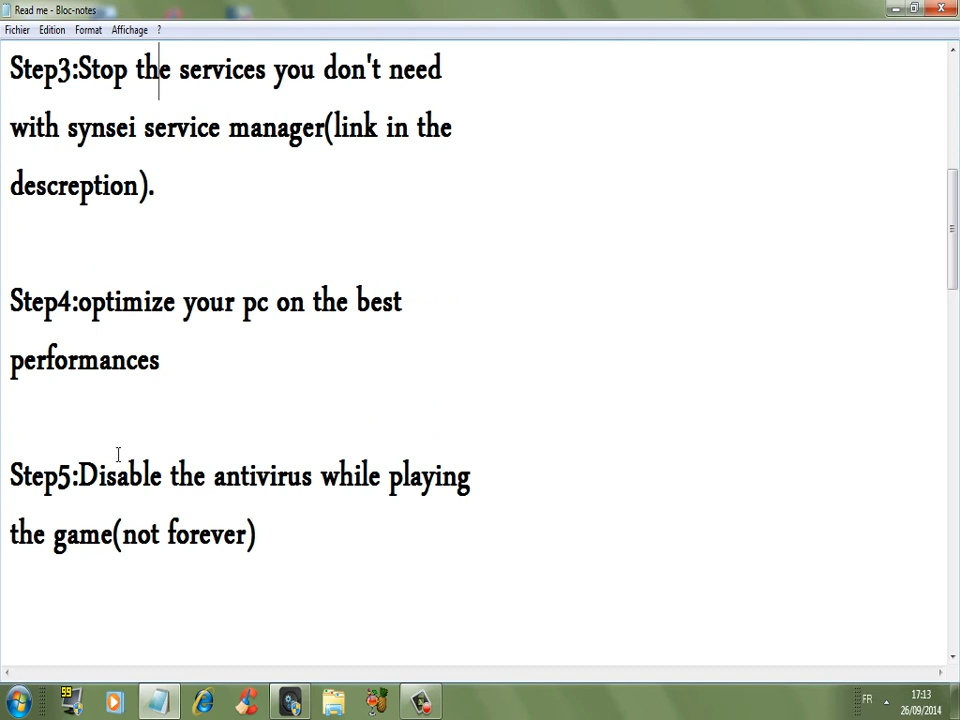 Read me - Bloc-notes
Fichier Edition Format Affichage ?
Step3:Stop the services you don't need
with synsei service manager(link in the
descreption).
Step4:optimize your pc on the best
performances
Step5:Disable the antivirus while playing
the game(not forever)
99
FR
17:13
26/09/2014